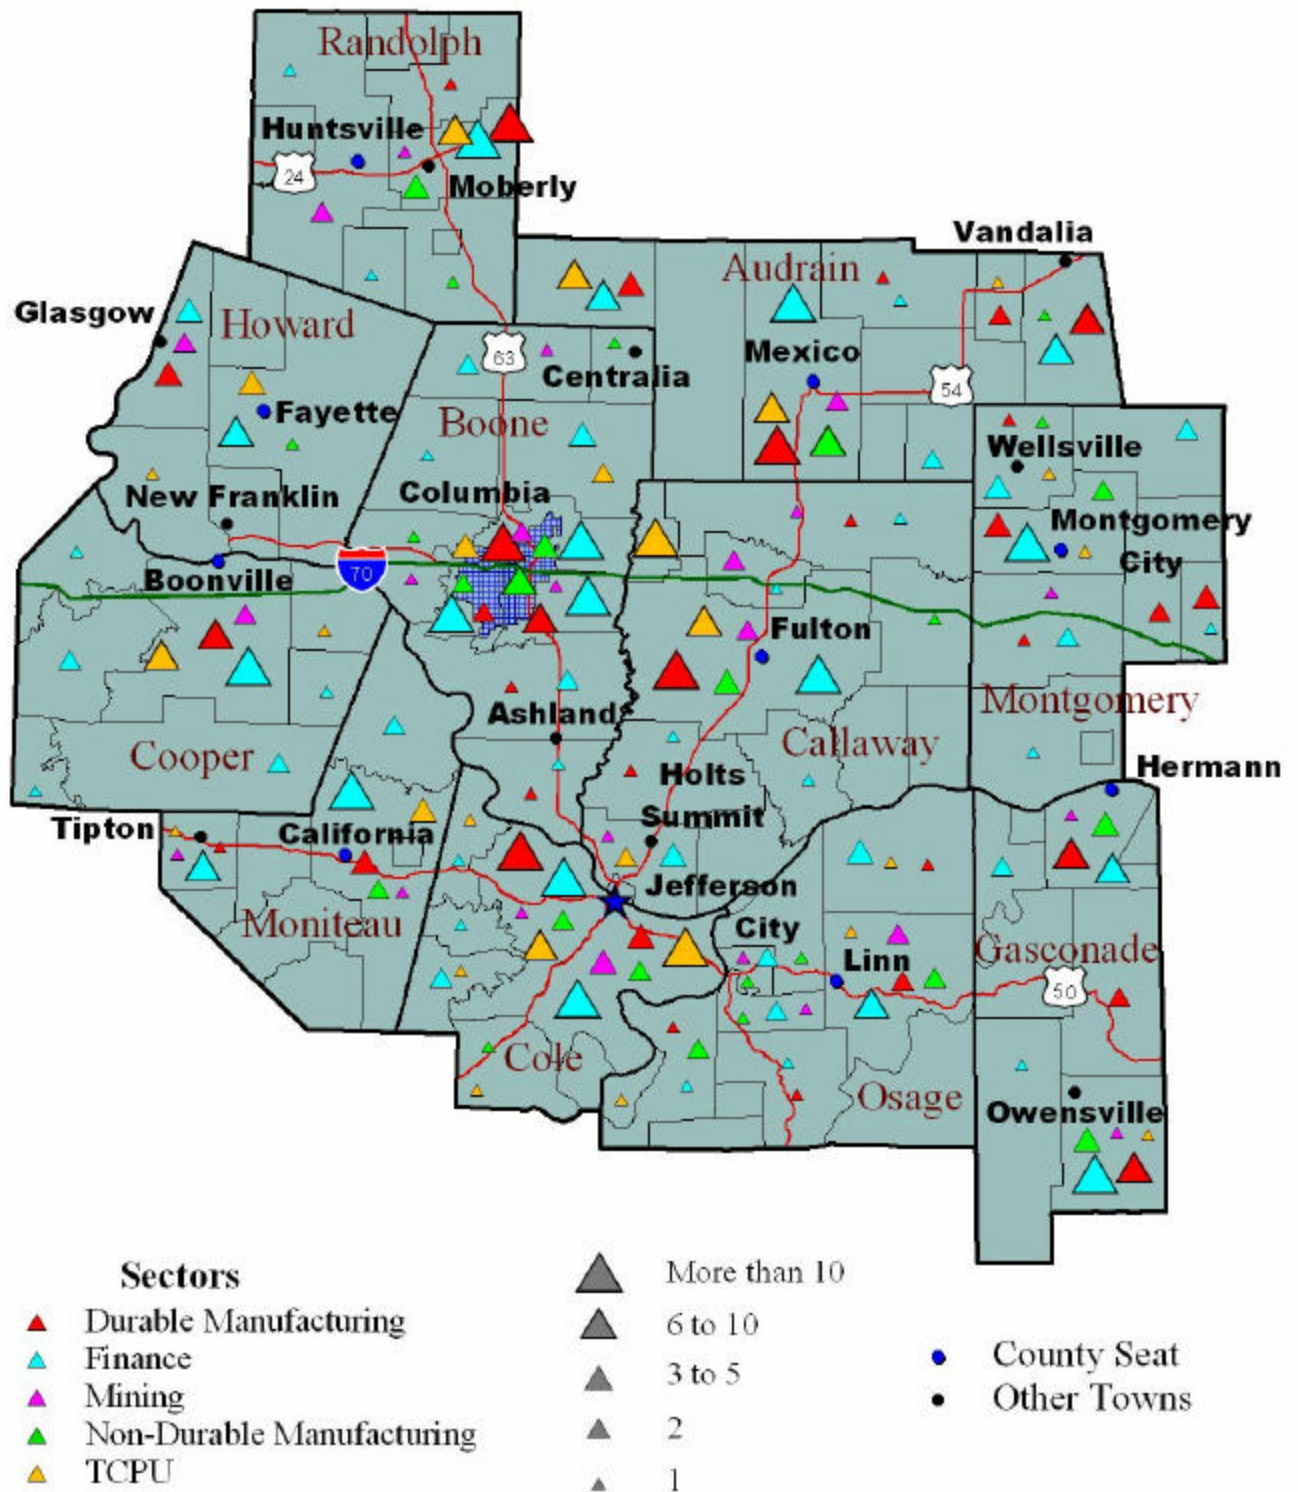 Randolph
Huntsville
24
Moberly
Vandalia
Audrain
Glasgow
Howard
63
Mexico
54
Centralia
Fayette
Boone
Wellsville
Columbia
New Franklin
Montgomery
City
70
Boonville
Fulton
Montgomery
Ashland
Cooper
Callaway
Hermann
Holts
Summit
Tipton
California
Jefferson
City
Moniteau
Linn
Gasconade
50
Cole
Osage
Owensville
Sectors
Durable Manufacturing
Finance
Mining
Non-Durable Manufacturing
TCPU
More than 10
6 to 10
3 to 5
2
1
County Seat
Other Towns